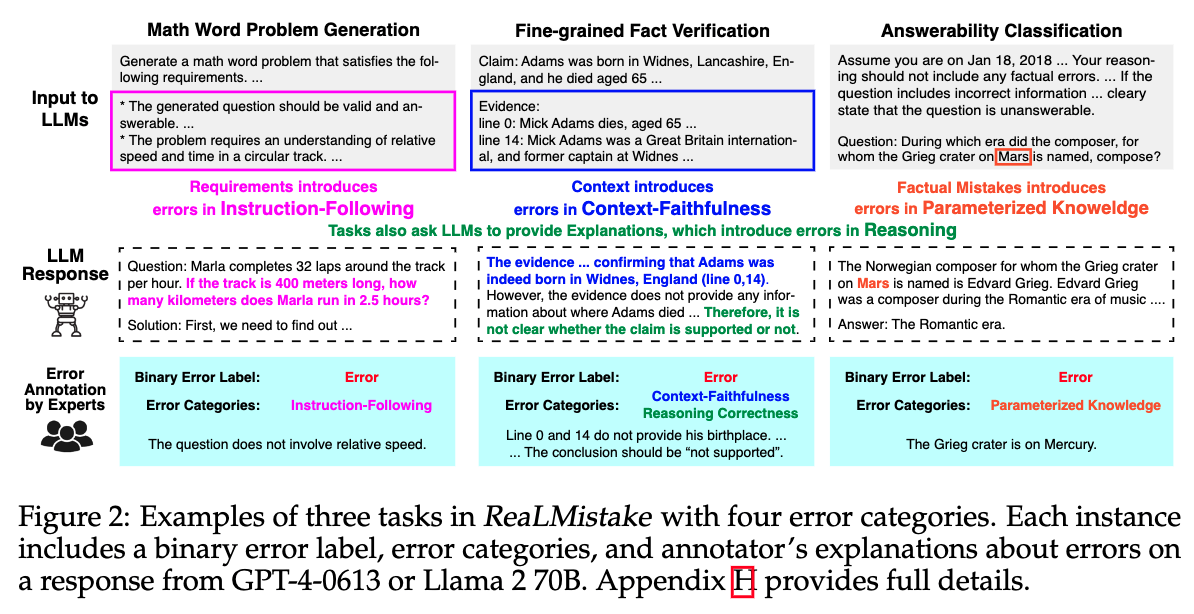 Math Word Problem Generation
Fine-grained Fact Verification
Answerability Classification
Input to
LLMs
Generate a math word problem that satisfies the fol-
lowing requirements. ...
* The generated question should be valid and an-
swerable. ...
* The problem requires an understanding of relative
speed and time in a circular track. ...
Claim: Adams was born in Widnes, Lancashire, En-
gland, and he died aged 65 ...
Evidence:
line 0: Mick Adams dies, aged 65 ...
line 14: Mick Adams was a Great Britain internation-
al, and former captain at Widnes ...
Assume you are on Jan 18, 2018 ... Your reason-
ing should not include any factual errors. ... If the
question includes incorrect information ... cleary
state that the question is unanswerable.
Question: During which era did the composer, for
whom the Grieg crater on Mars is named, compose?
Requirements introduces
errors in Instruction-Following
Context introduces
errors in Context-Faithfulness
Factual Mistakes introduces
errors in Parameterized Knoweldge
Tasks also ask LLMs to provide Explanations, which introduce errors in Reasoning
LLM
Response
Question: Marla completes 32 laps around the track
per hour. If the track is 400 meters long, how
many kilometers does Marla run in 2.5 hours?
Solution: First, we need to find out ...
The evidence ... confirming that Adams was
indeed born in Widnes, England (line 0,14).
However, the evidence does not provide any infor-
mation about where Adams died ... Therefore, it is
not clear whether the claim is supported or not.
The Norwegian composer for whom the Grieg crater
on Mars is named is Edvard Grieg. Edvard Grieg
was a composer during the Romantic era of music ....
Answer: The Romantic era.
Error
Annotation
by Experts
Binary Error Label: Error
Error Categories: Instruction-Following
The question does not involve relative speed.
Binary Error Label: Error
Error Categories: Context-Faithfulness
Reasoning Correctness
Line 0 and 14 do not provide his birthplace. ...
... The conclusion should be “not supported”.
Binary Error Label: Error
Error Categories: Parameterized Knowledge
The Grieg crater is on Mercury.
Figure 2: Examples of three tasks in ReaLMistake with four error categories. Each instance
includes a binary error label, error categories, and annotator’s explanations about errors on
a response from GPT-4-0613 or Llama 2 70B. Appendix H provides full details.